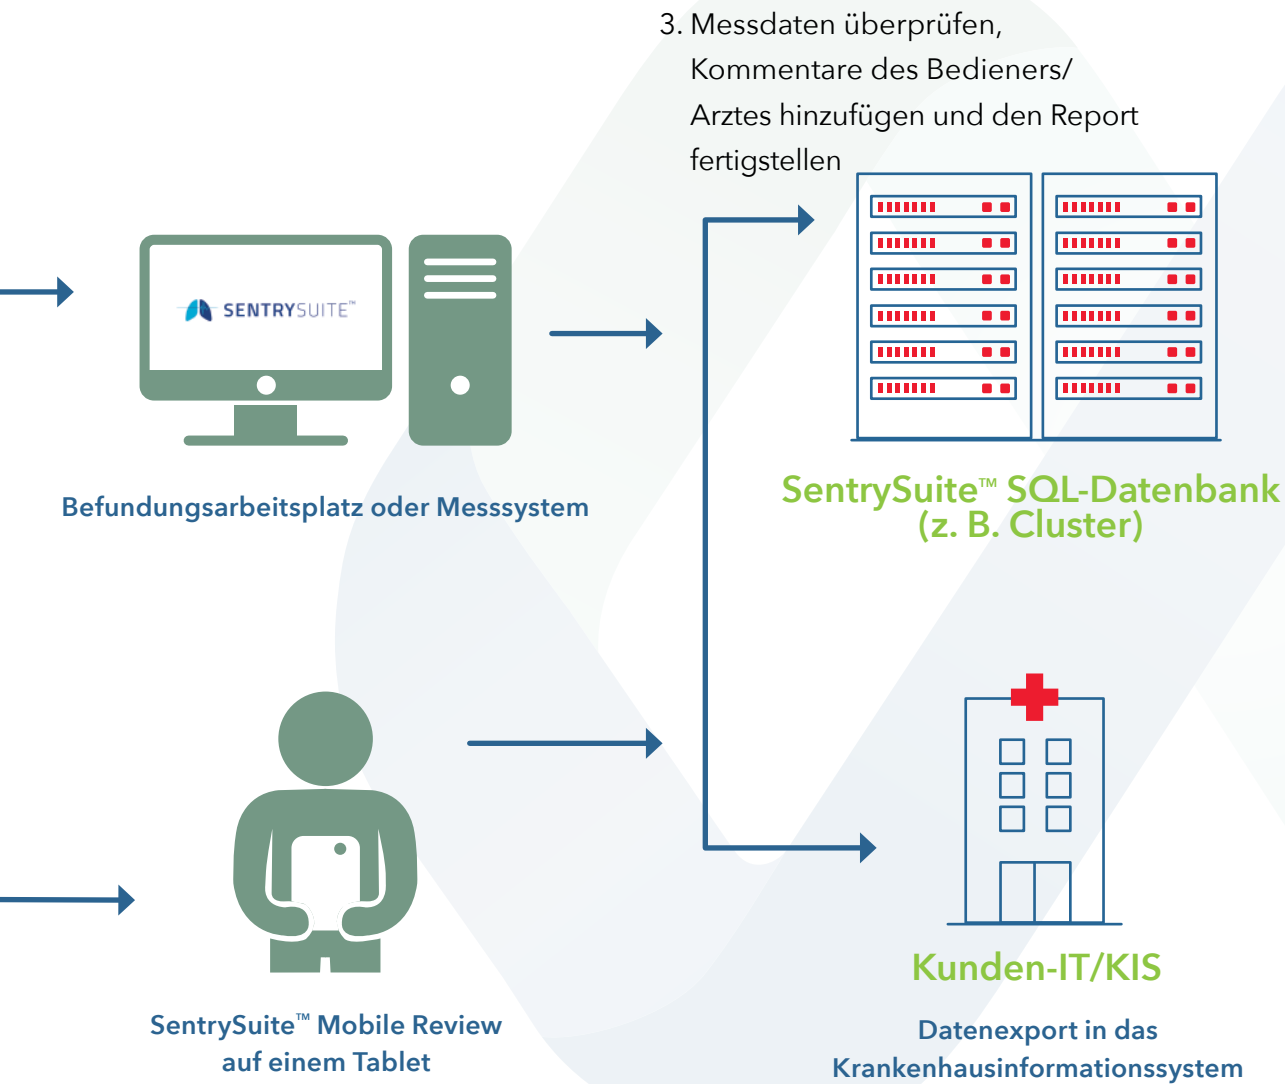 3. Messdaten überprüfen,
Kommentare des Bedieners/
Arztes hinzufügen und den Report
fertigstellen
SENTRYSUITE™
Befundungsarbeitsplatz oder Messsystem
SentrySuite™ SQL-Datenbank
(z. B. Cluster)
SentrySuite™ Mobile Review
auf einem Tablet
Kunden-IT/KIS
Datenexport in das
Krankenhausinformationssystem